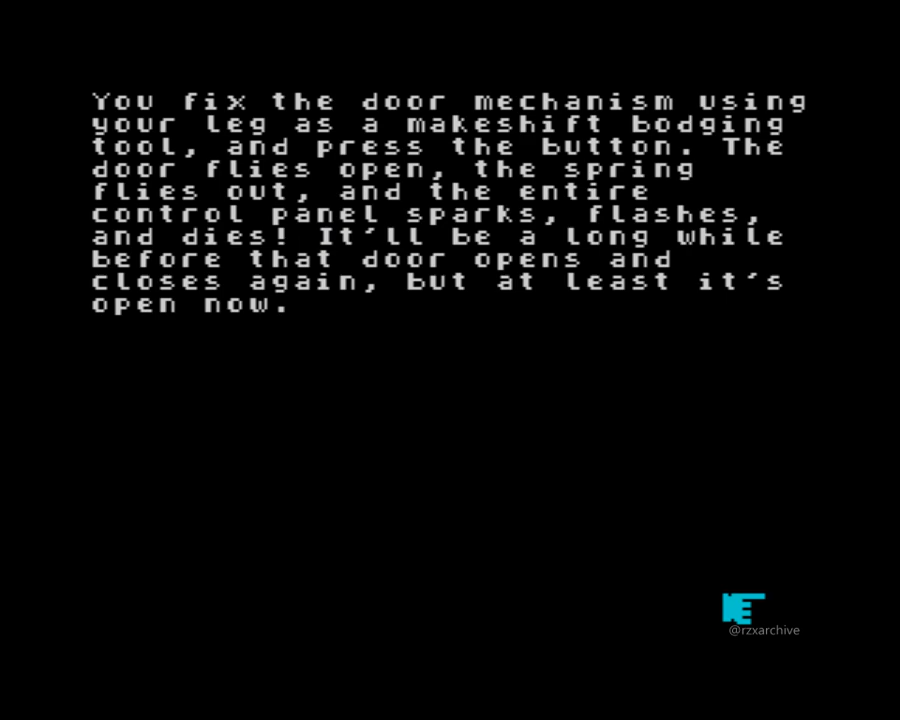 You fix the door mechanism using
your leg as a makeshift bodging
tool, and press the button. The
door flies open, the spring
flies out, and the entire
control panel sparks, flashes,
and dies! It'll be a long while
before that door opens and
closes again, but at least it's
open now.
@rzxarchive